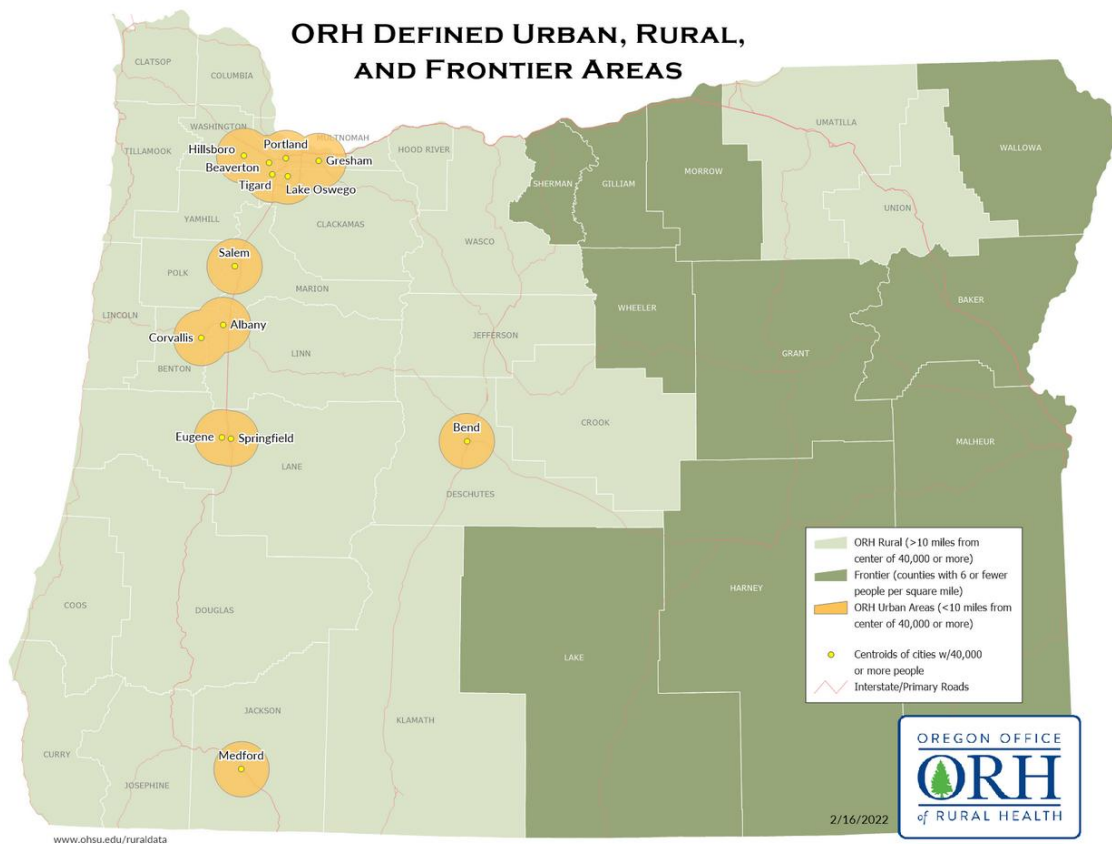 ORH DEFINED URBAN, RURAL,
AND FRONTIER AREAS
CLATSOP
COLUMBIA
WASHINGTON
TILLAMOOK
Hillsboro
Portland
Beaverton
Gresham
Tigard
Lake Oswego
HOOD RIVER
UMATILLA
WALLOWA
SHERMAN
GILLIAM
MORROW
UNION
YAMHILL
CLACKAMAS
WASCO
Salem
POLK
MARION
BAKER
LINCOLN
Albany
Corvallis
WHEELER
JEFFERSON
LINN
GRANT
BENTON
Eugene
Springfield
Bend
CROOK
MALHEUR
LANE
DESCHUTES
ORH Rural (>10 miles from
center of 40,000 or more)
Frontier (counties with 6 or fewer
people per square mile)
ORH Urban Areas (<10 miles from
center of 40,000 or more)
Centroids of cities w/40,000
or more people
Interstate/Primary Roads
HARNEY
COOS
DOUGLAS
LAKE
JACKSON
KLAMATH
CURRY
Medford
JOSEPHINE
OREGON OFFICE
ORH
of RURAL HEALTH
2/16/2022
www.ohsu.edu/ruraldata